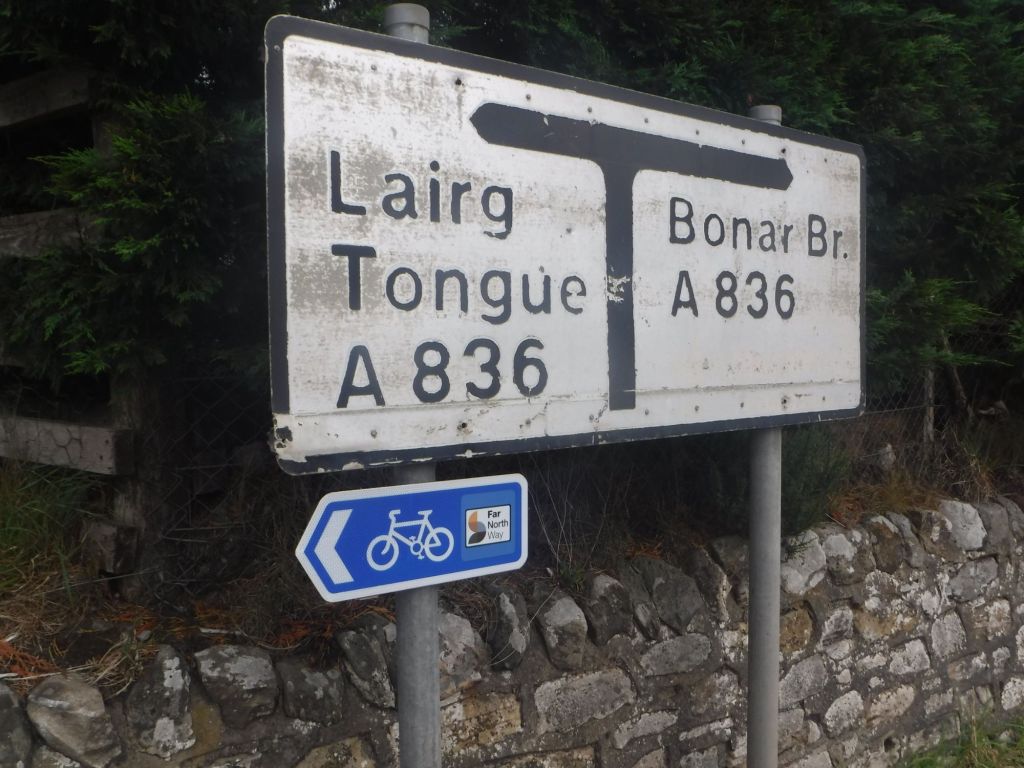 Lairg
Tongue
A 836
Bonar Br.
A 836
Far
North
Way